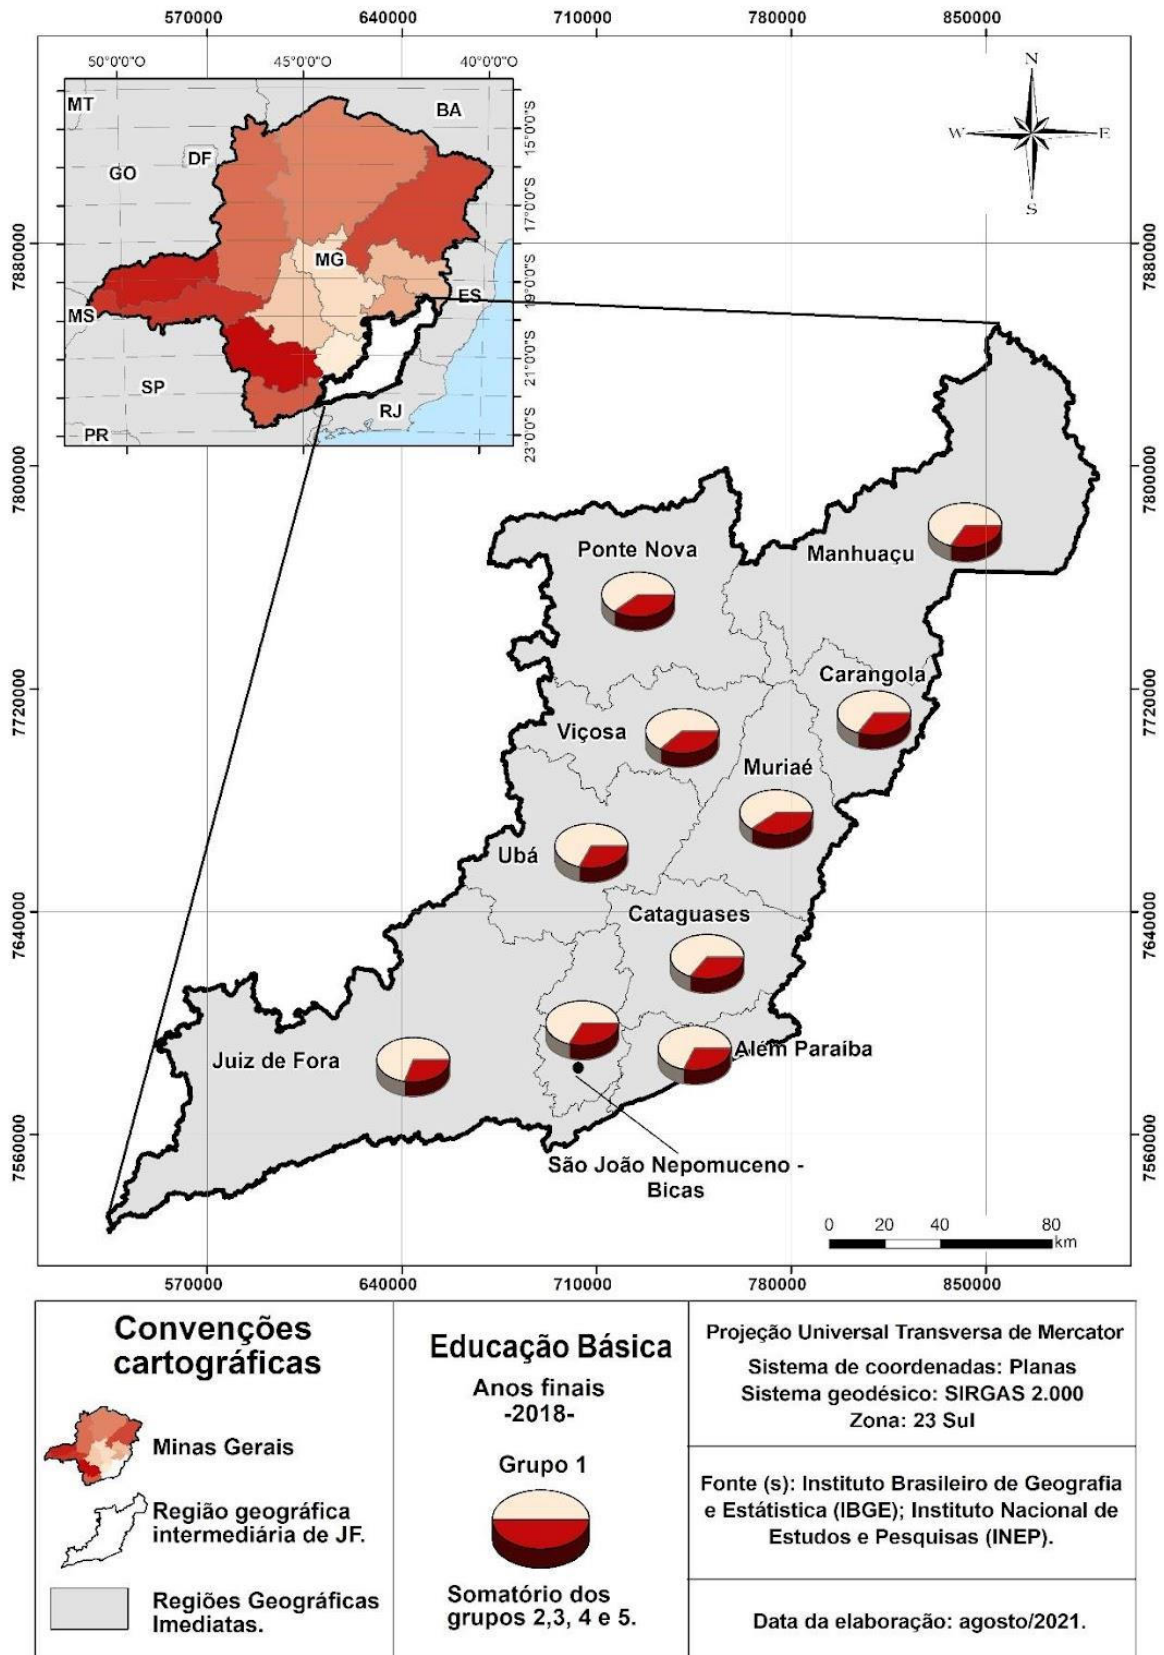 570000 640000 710000 780000 850000
50°0'0"O 45°0'0"O 40°0'0"O
MT
BA
DF
GO
MG
ES
MS
SP
RJ
PR
15°0'0"S
17°0'0"S
19°0'0"S
21°0'0"S
23°0'0"S
N
W E
S
7880000 7880000
7800000 7800000
7720000 7720000
7640000 7640000
7560000 7560000
Ponte Nova
Manhuaçu
Carangola
Viçosa
Muriaé
Ubá
Cataguases
Juiz de Fora
Além Paraíba
São João Nepomuceno -
Bicas
0 20 40 80
km
570000 640000 710000 780000 850000
Convenções
cartográficas
Minas Gerais
Região geográfica
intermediária de JF.
Regiões Geográficas
Imediatas.
Educação Básica
Anos finais
-2018-
Grupo 1
Somatório dos
grupos 2,3, 4 e 5.
Projeção Universal Transversa de Mercator
Sistema de coordenadas: Planas
Sistema geodésico: SIRGAS 2.000
Zona: 23 Sul
Fonte (s): Instituto Brasileiro de Geografia
e Estátistica (IBGE); Instituto Nacional de
Estudos e Pesquisas (INEP).
Data da elaboração: agosto/2021.